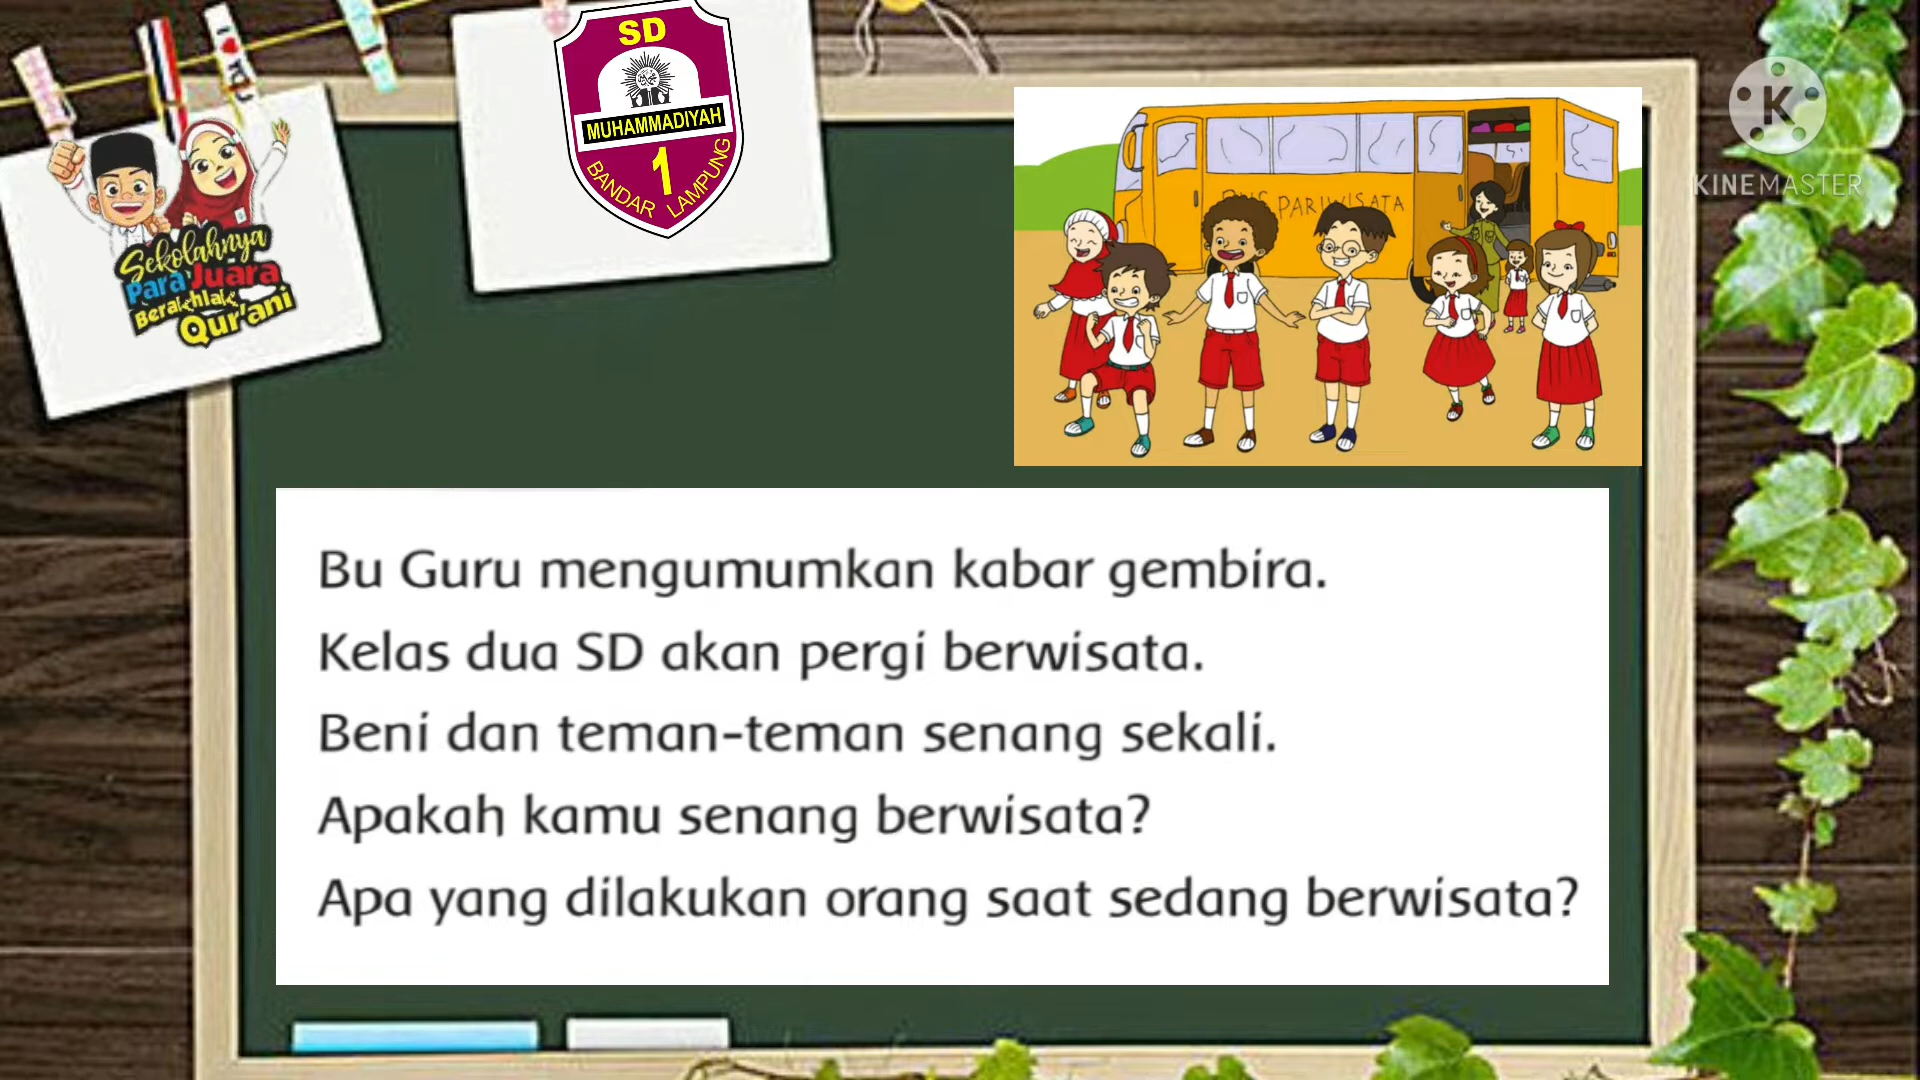 SD
MUHAMMADIYAH
1
BANDAR LAMPUNG
Sekolahnya
Para Juara
Berakhlak
Qur'ani
BUS PARIWISATA
K
KINEMASTER
Bu Guru mengumumkan kabar gembira.
Kelas dua SD akan pergi berwisata.
Beni dan teman-teman senang sekali.
Apakah kamu senang berwisata?
Apa yang dilakukan orang saat sedang berwisata?